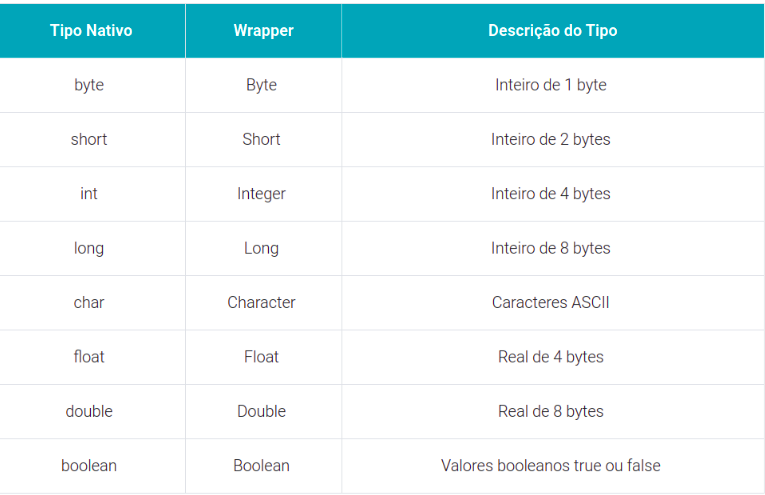 Tipo Nativo Wrapper Descrição do Tipo
byte Byte Inteiro de 1 byte
short Short Inteiro de 2 bytes
int Integer Inteiro de 4 bytes
long Long Inteiro de 8 bytes
char Character Caracteres ASCII
float Float Real de 4 bytes
double Double Real de 8 bytes
boolean Boolean Valores booleanos true ou false